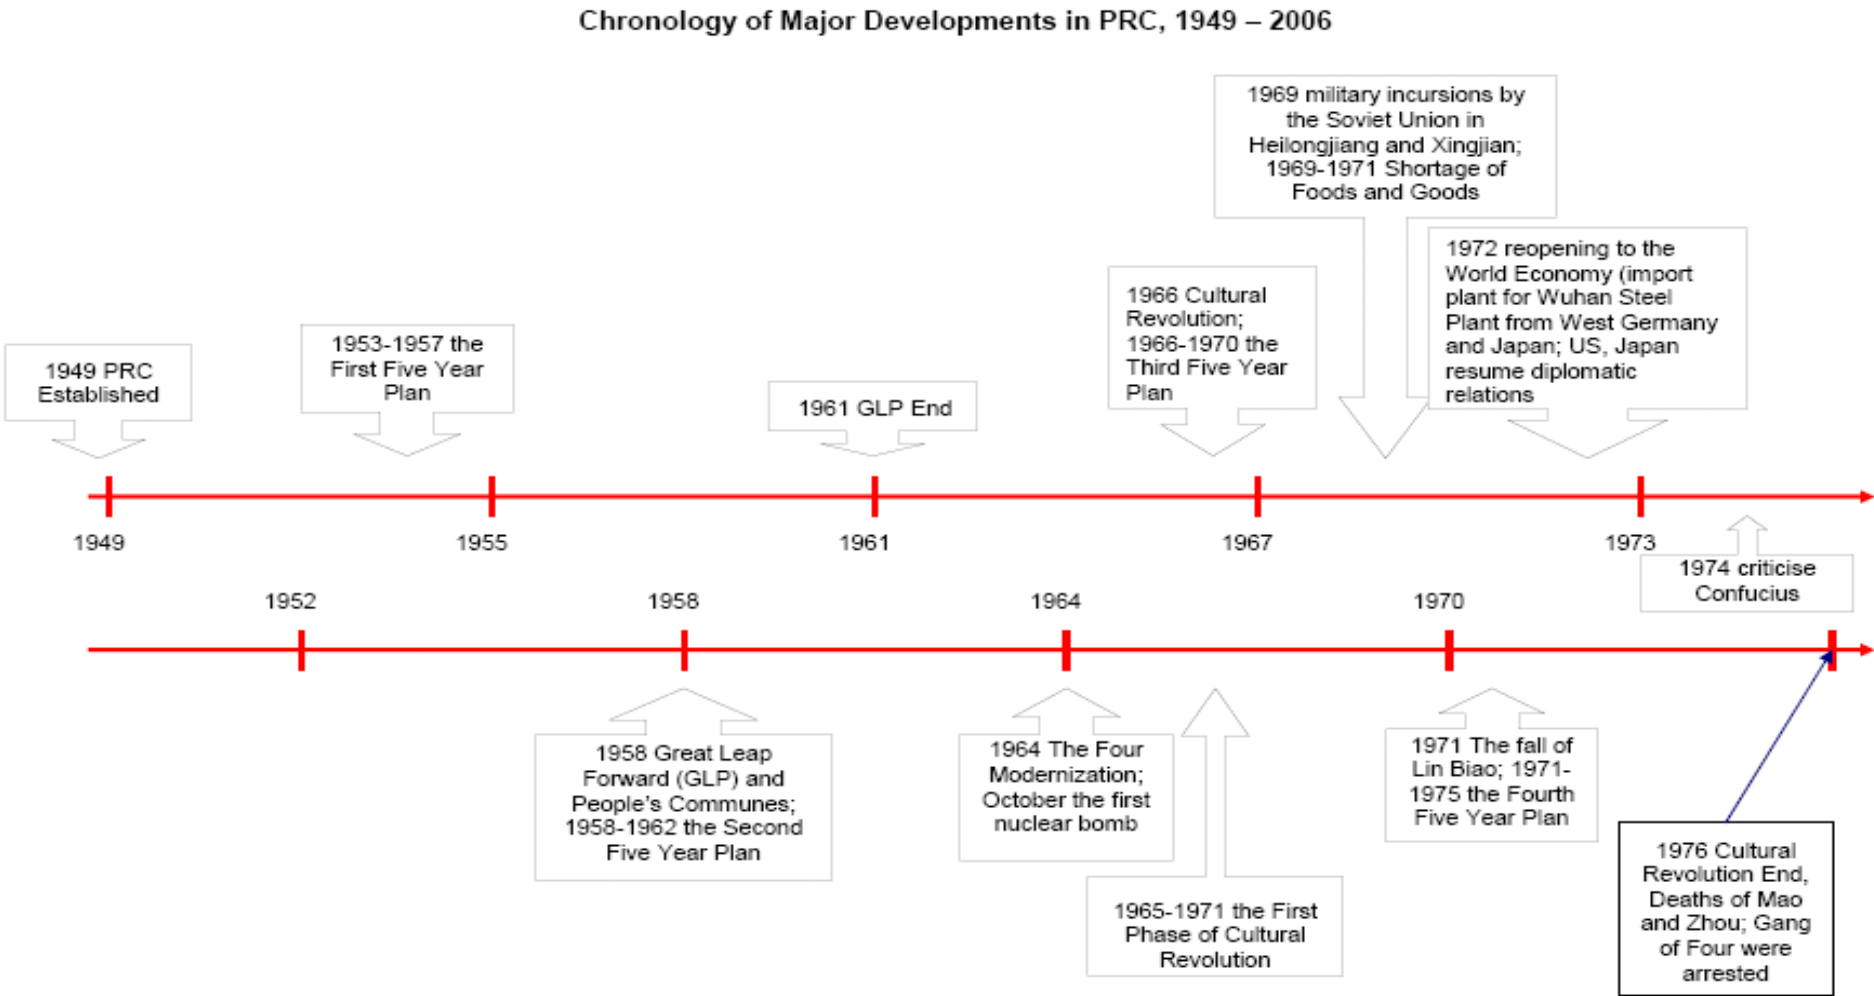 Chronology of Major Developments in PRC, 1949 – 2006
1969 military incursions by
the Soviet Union in
Heilongjiang and Xingjian;
1969-1971 Shortage of
Foods and Goods
1972 reopening to the
World Economy (import
plant for Wuhan Steel
Plant from West Germany
and Japan; US, Japan
resume diplomatic
relations
1966 Cultural
Revolution;
1966-1970 the
Third Five Year
Plan
1953-1957 the
First Five Year
Plan
1949 PRC
Established
1961 GLP End
1949
1955
1961
1967
1973
1974 criticise
Confucius
1952
1958
1964
1970
1958 Great Leap
Forward (GLP) and
People's Communes;
1958-1962 the Second
Five Year Plan
1964 The Four
Modernization;
October the first
nuclear bomb
1965-1971 the First
Phase of Cultural
Revolution
1971 The fall of
Lin Biao; 1971-
1975 the Fourth
Five Year Plan
1976 Cultural
Revolution End,
Deaths of Mao
and Zhou; Gang
of Four were
arrested